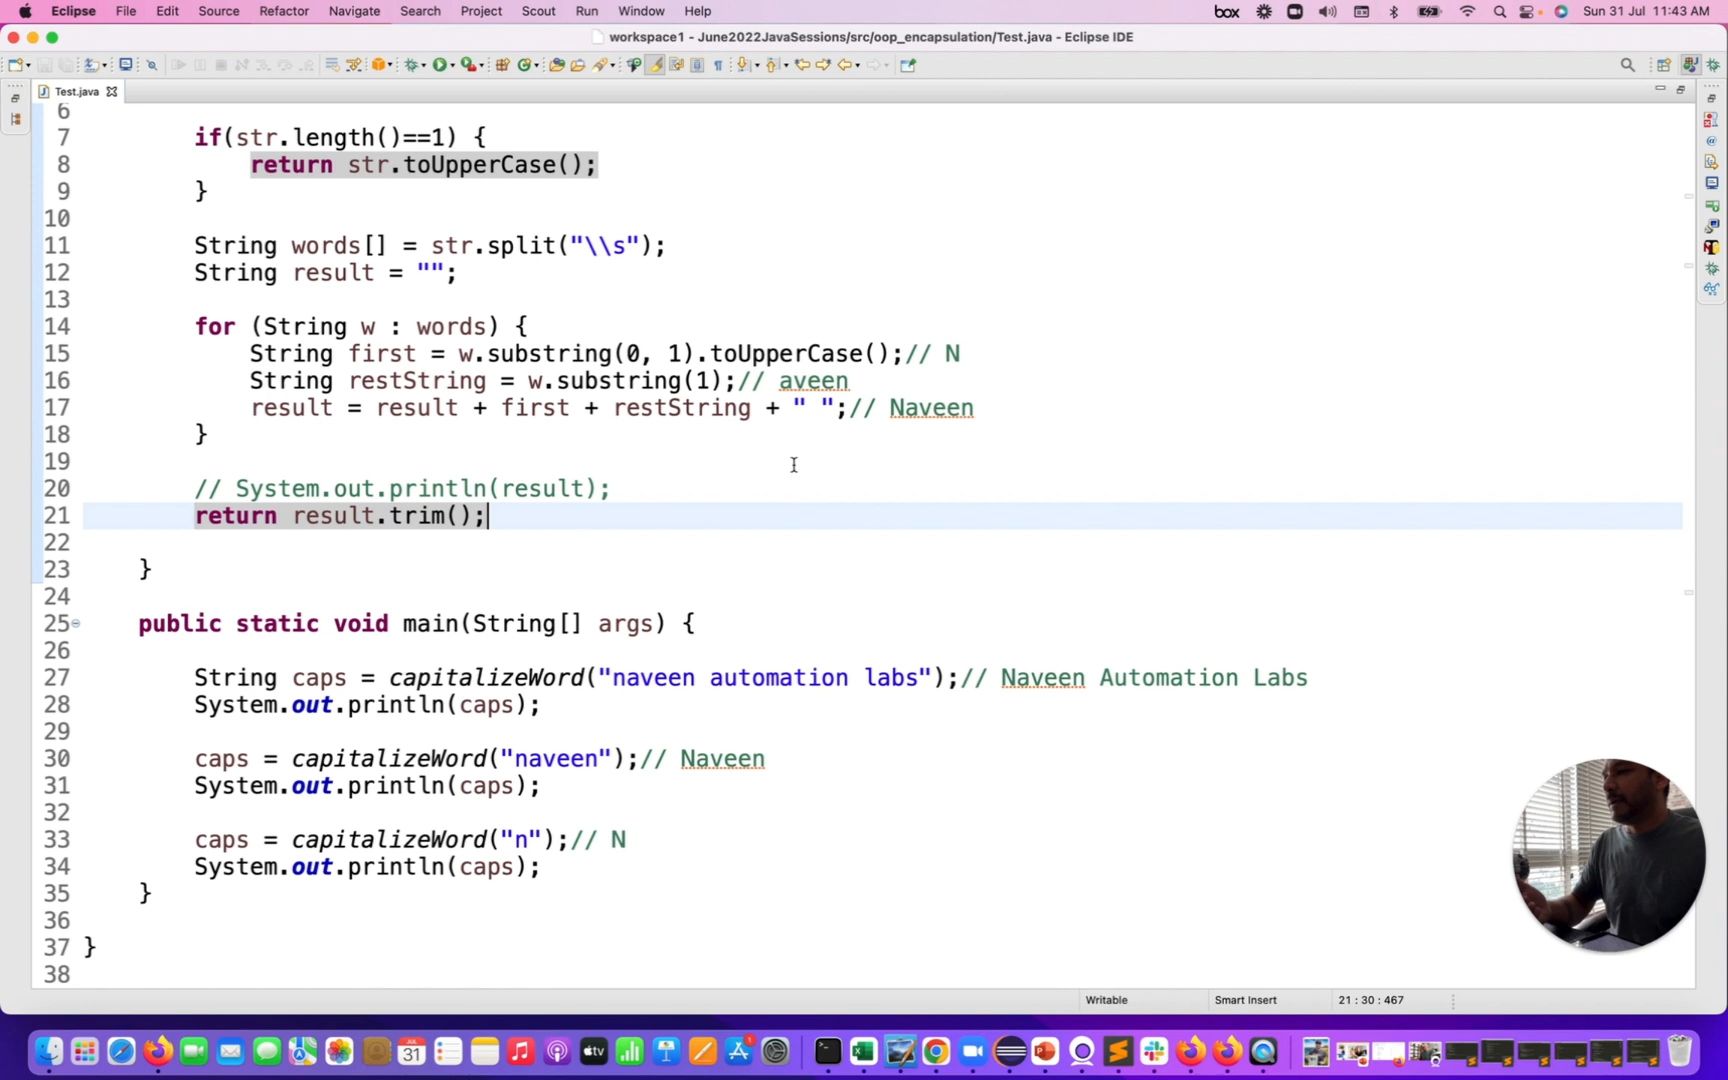 Eclipse File Edit Source Refactor Navigate Search Project Scout Run Window Help box Sun 31 Jul 11:43 AM
workspace1 - June2022JavaSessions/src/oop_encapsulation/Test.java - Eclipse IDE
Test.java
6
7 if(str.length()==1) {
8 return str.toUpperCase();
9 }
10
11 String words[] = str.split("\\s");
12 String result = "";
13
14 for (String w : words) {
15 String first = w.substring(0, 1).toUpperCase();// N
16 String restString = w.substring(1);// aveen
17 result = result + first + restString + " ";// Naveen
18 }
19
20 // System.out.println(result);
21 return result.trim();
22
23 }
24
25 public static void main(String[] args) {
26
27 String caps = capitalizeWord("naveen automation labs");// Naveen Automation Labs
28 System.out.println(caps);
29
30 caps = capitalizeWord("naveen");// Naveen
31 System.out.println(caps);
32
33 caps = capitalizeWord("n");// N
34 System.out.println(caps);
35 }
36
37 }
38
Writable Smart Insert 21 : 30 : 467